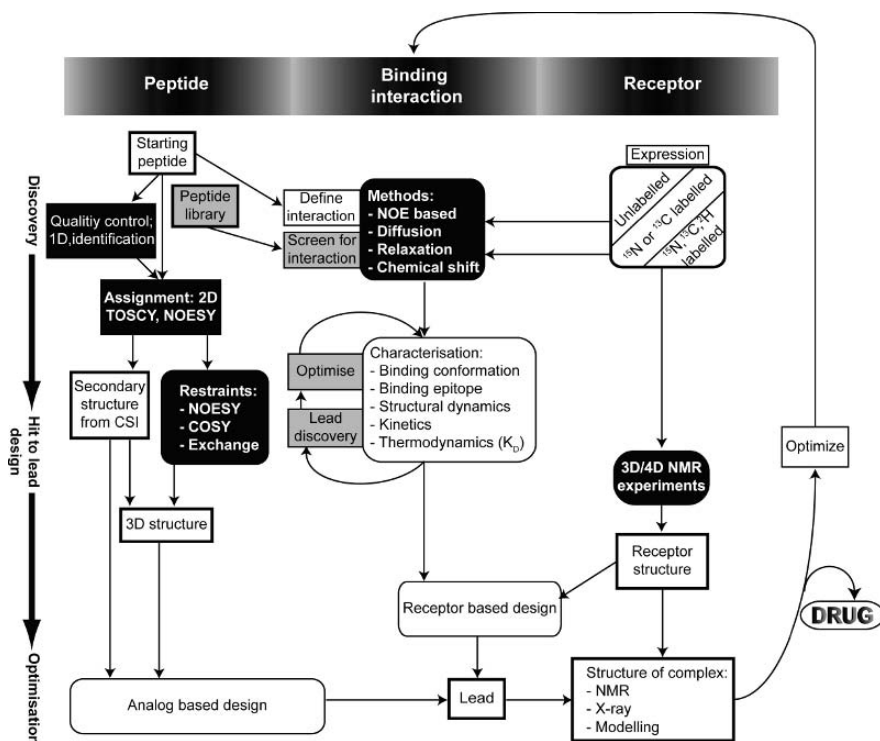 Peptide
Binding
interaction
Receptor
Discovery
Hit to lead
design
Optimisation
Starting
peptide
Qualitiy control;
1D,identification
Peptide
library
Define
interaction
Screen for
interaction
Methods:
- NOE based
- Diffusion
- Relaxation
- Chemical shift
Expression
Unlabelled
¹⁵N or ¹³C labelled
¹⁵N,¹³C,²H
labelled
Assignment: 2D
TOSCY, NOESY
Secondary
structure
from CSI
Restraints:
- NOESY
- COSY
- Exchange
Optimise
Lead
discovery
Characterisation:
- Binding conformation
- Binding epitope
- Structural dynamics
- Kinetics
- Thermodynamics (K_D)
3D/4D NMR
experiments
Optimize
3D structure
Receptor
structure
Receptor based design
DRUG
Analog based design
Lead
Structure of complex:
- NMR
- X-ray
- Modelling